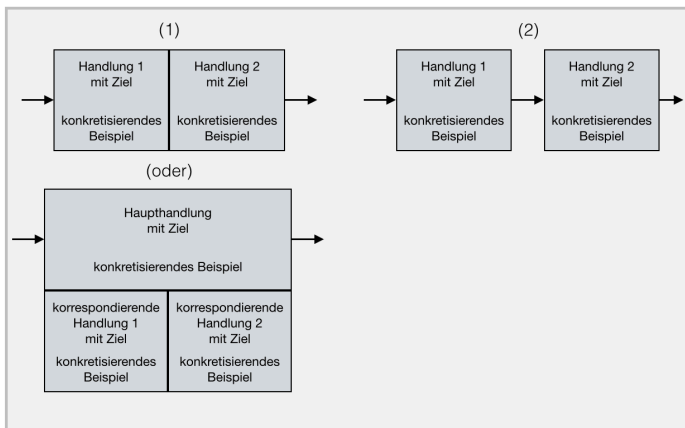 (1)
Handlung 1
mit Ziel
konkretisierendes
Beispiel
Handlung 2
mit Ziel
konkretisierendes
Beispiel
(oder)
Haupthandlung
mit Ziel
konkretisierendes Beispiel
korrespondierende
Handlung 1
mit Ziel
konkretisierendes
Beispiel
korrespondierende
Handlung 2
mit Ziel
konkretisierendes
Beispiel
(2)
Handlung 1
mit Ziel
konkretisierendes
Beispiel
Handlung 2
mit Ziel
konkretisierendes
Beispiel